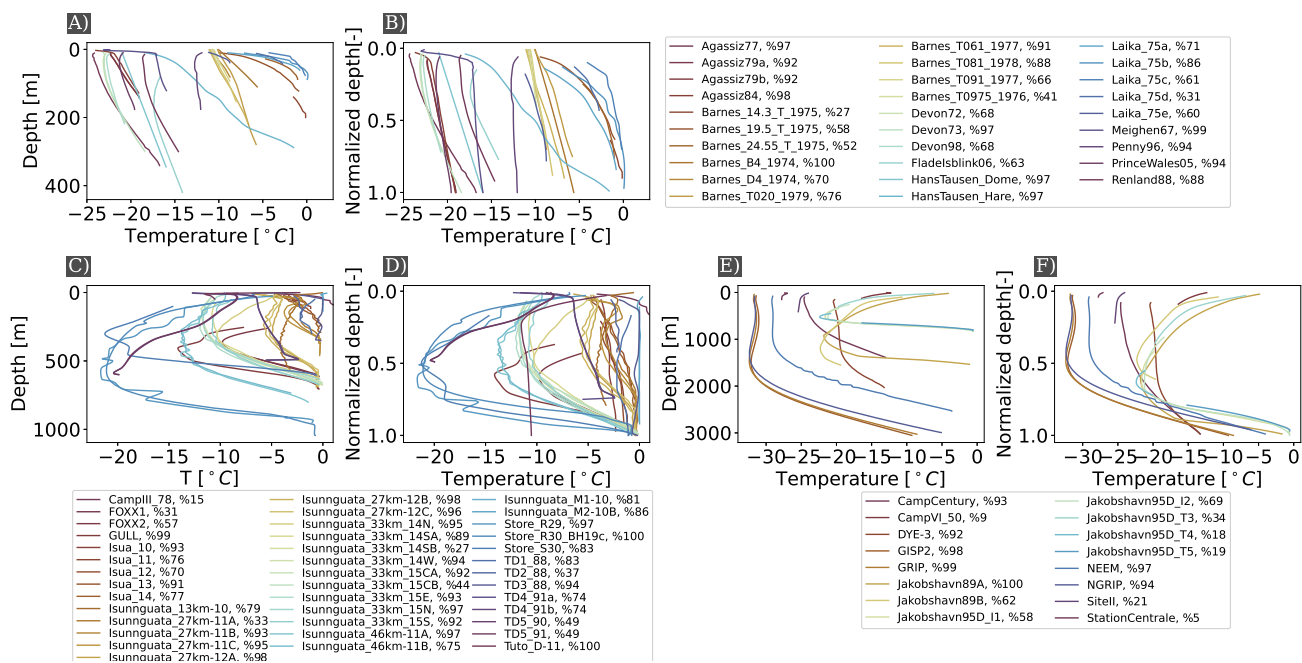 A)
B)
0
200
400
Depth [m]
−25 −20 −15 −10 −5 0
Temperature [°C]
0.0
0.5
1.0
Normalized depth[-]
−25 −20 −15 −10 −5 0
Temperature [°C]
Agassiz77, %97
Agassiz79a, %92
Agassiz79b, %92
Agassiz84, %98
Barnes_14.3_T_1975, %27
Barnes_19.5_T_1975, %58
Barnes_24.55_T_1975, %52
Barnes_B4_1974, %100
Barnes_D4_1974, %70
Barnes_T020_1979, %76
Barnes_T061_1977, %91
Barnes_T081_1978, %88
Barnes_T091_1977, %66
Barnes_T0975_1976, %41
Devon72, %68
Devon73, %97
Devon98, %68
FladeIsblink06, %63
HansTausen_Dome, %97
HansTausen_Hare, %97
Laika_75a, %71
Laika_75b, %86
Laika_75c, %61
Laika_75d, %31
Laika_75e, %60
Meighen67, %99
Penny96, %94
PrinceWales05, %94
Renland88, %88
C)
D)
E)
F)
0
500
1000
Depth [m]
−20 −15 −10 −5 0
T [°C]
0.0
0.5
1.0
Normalized depth[-]
−20 −15 −10 −5 0
Temperature [°C]
0
1000
2000
3000
Depth [m]
−30 −25 −20 −15 −10 −5 0
Temperature [°C]
0.0
0.5
1.0
Normalized depth[-]
−30 −25 −20 −15 −10 −5 0
Temperature [°C]
CampIII_78, %15
FOXX1, %31
FOXX2, %57
GULL, %99
Isua_10, %93
Isua_11, %76
Isua_12, %70
Isua_13, %91
Isua_14, %77
Isunnguata_13km-10, %79
Isunnguata_27km-11A, %33
Isunnguata_27km-11B, %93
Isunnguata_27km-11C, %95
Isunnguata_27km-12A, %98
Isunnguata_27km-12B, %98
Isunnguata_27km-12C, %96
Isunnguata_33km_14N, %95
Isunnguata_33km_14SA, %89
Isunnguata_33km_14SB, %27
Isunnguata_33km_14W, %94
Isunnguata_33km_15CA, %92
Isunnguata_33km_15CB, %44
Isunnguata_33km_15E, %93
Isunnguata_33km_15N, %97
Isunnguata_33km_15S, %92
Isunnguata_46km-11A, %97
Isunnguata_46km-11B, %75
Isunnguata_M1-10, %81
Isunnguata_M2-10B, %86
Store_R29, %97
Store_R30_BH19c, %100
Store_S30, %83
TD1_88, %83
TD2_88, %37
TD3_88, %94
TD4_91a, %74
TD4_91b, %74
TD5_90, %49
TD5_91, %49
Tuto_D-11, %100
CampCentury, %93
CampVI_50, %9
DYE-3, %92
GISP2, %98
GRIP, %99
Jakobshavn89A, %100
Jakobshavn89B, %62
Jakobshavn95D_I1, %58
Jakobshavn95D_I2, %69
Jakobshavn95D_T3, %34
Jakobshavn95D_T4, %18
Jakobshavn95D_T5, %19
NEEM, %97
NGRIP, %94
SiteII, %21
StationCentrale, %5